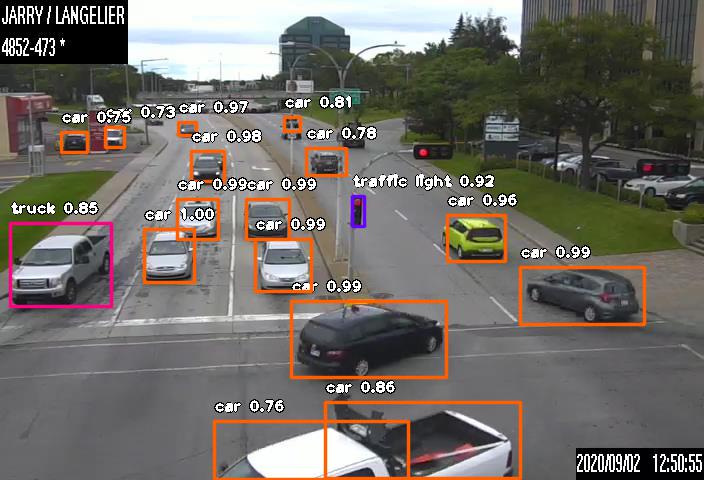 JARRY / LANGELIER
4852-473 *
car 0.75
car 0.73
car 0.97
car 0.81
car 0.98
car 0.78
car 0.99
car 0.99
traffic light 0.92
truck 0.85
car 1.00
car 0.99
car 0.96
car 0.99
car 0.99
car 0.86
car 0.76
2020/09/02 12:50:55